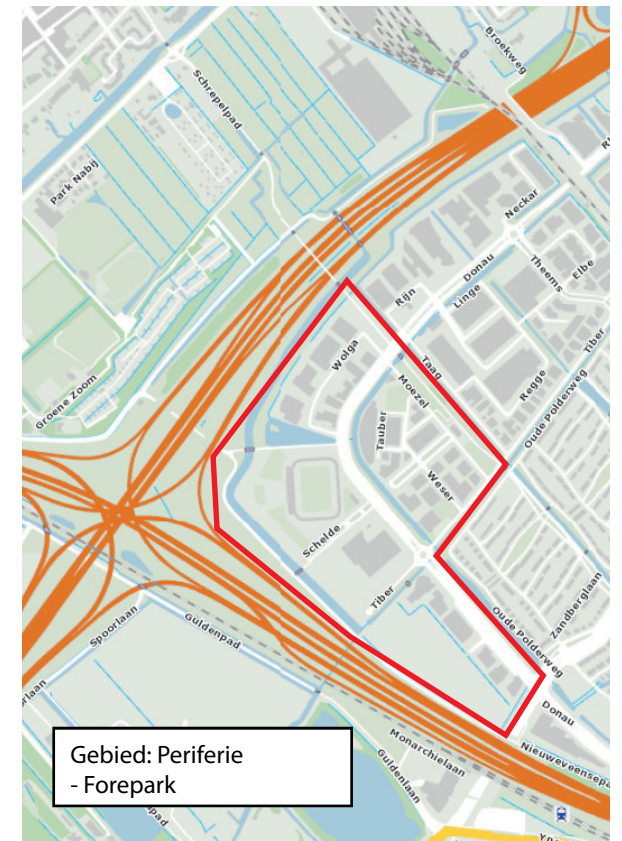 Broekweg
Schrepelpad
Park Nabij
Neckar
Donau
Theems
Elbe
Linge
Rijn
Tiber
Wolga
Taag
Groene Zoom
Moezel
Regge
Oude Polderweg
Tauber
Weser
Schelde
Tiber
Zandberglaan
Oude Polderweg
Spoorlaan
Guldenpad
Donau
Monarchielaan
Guldenlaan
Gebied: Periferie
- Forepark